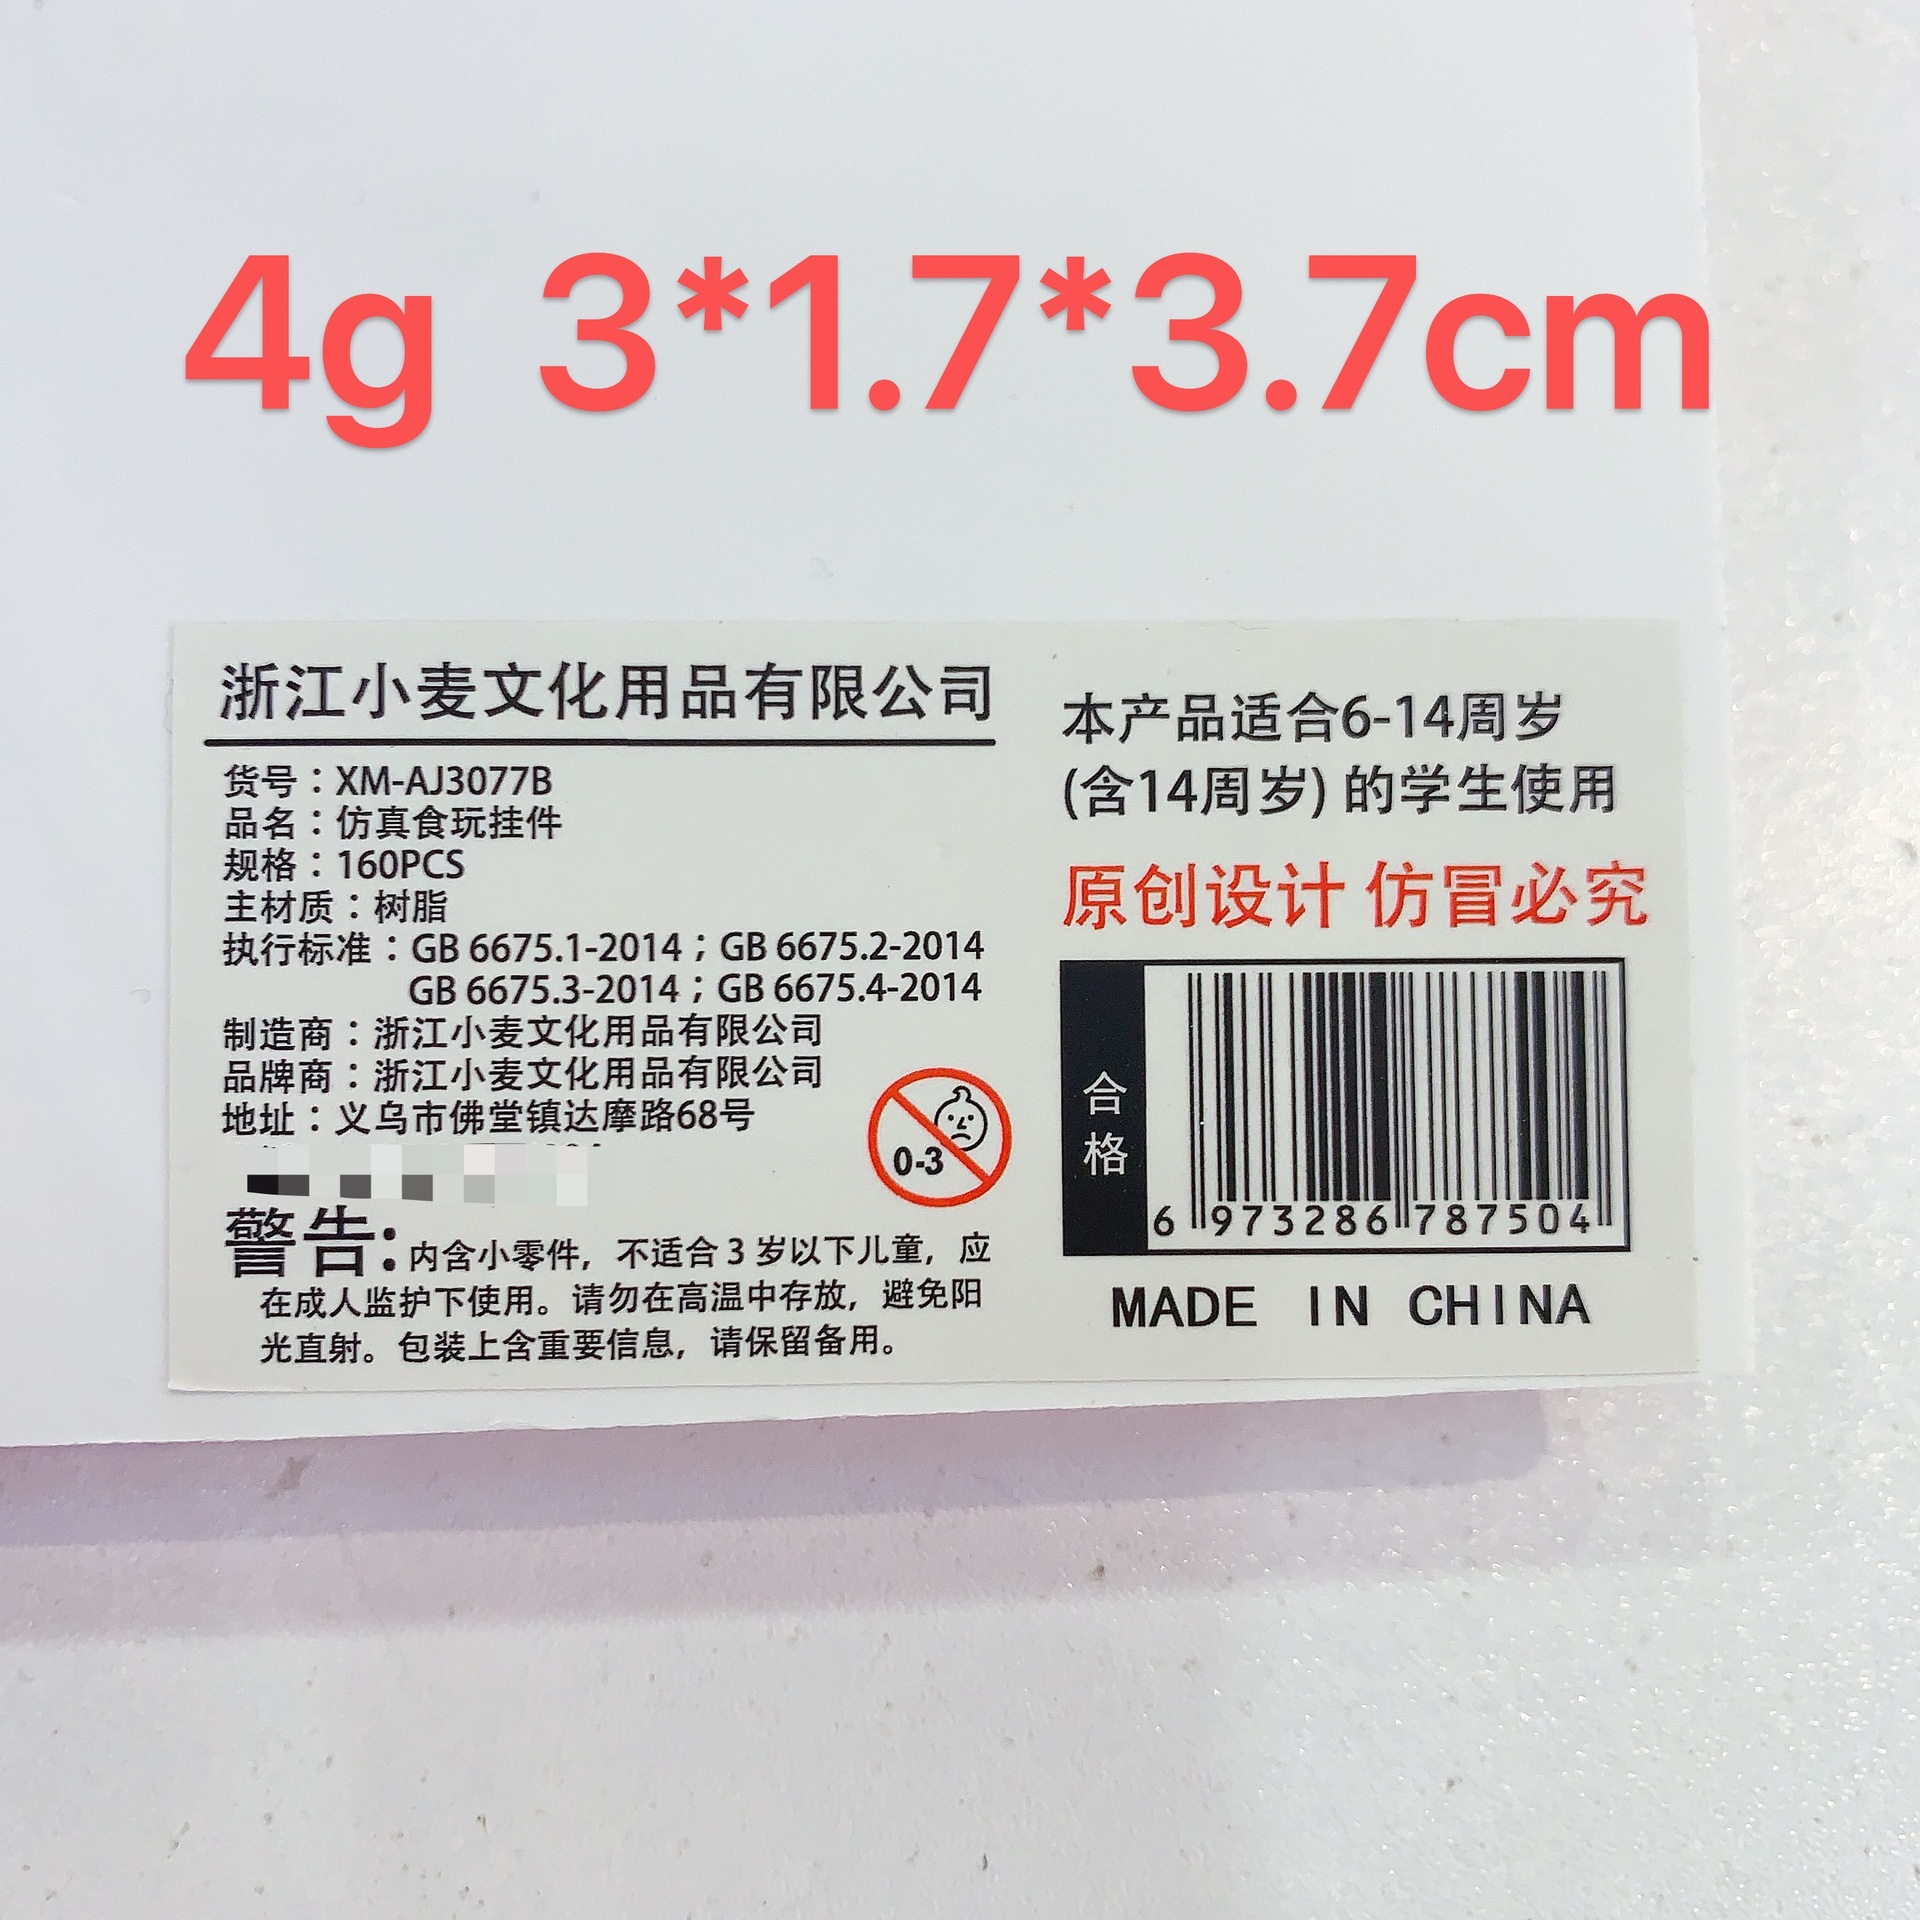 4g 3*1.7*3.7cm
浙江小麦文化用品有限公司
货号：XM-AJ3077B
品名：仿真食玩挂件
规格：160PCS
主材质：树脂
执行标准：GB 6675.1-2014；GB 6675.2-2014
GB 6675.3-2014；GB 6675.4-2014
制造商：浙江小麦文化用品有限公司
品牌商：浙江小麦文化用品有限公司
地址：义乌市佛堂镇达摩路68号
0-3
警告:内含小零件，不适合 3 岁以下儿童，应
在成人监护下使用。请勿在高温中存放，避免阳
光直射。包装上含重要信息，请保留备用。
本产品适合6-14周岁
(含14周岁) 的学生使用
原创设计 仿冒必究
合格
6 973286 787504
MADE IN CHINA